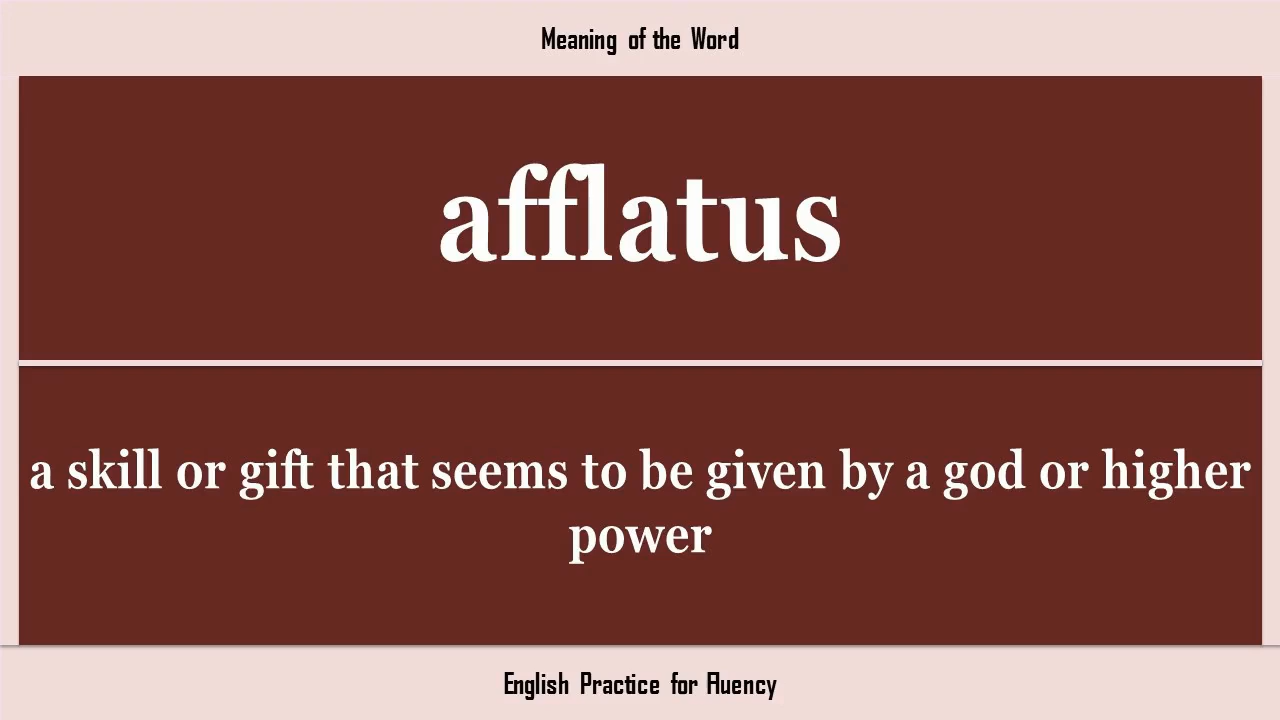 Meaning of the Word
afflatus
a skill or gift that seems to be given by a god or higher
power
English Practice for Fluency